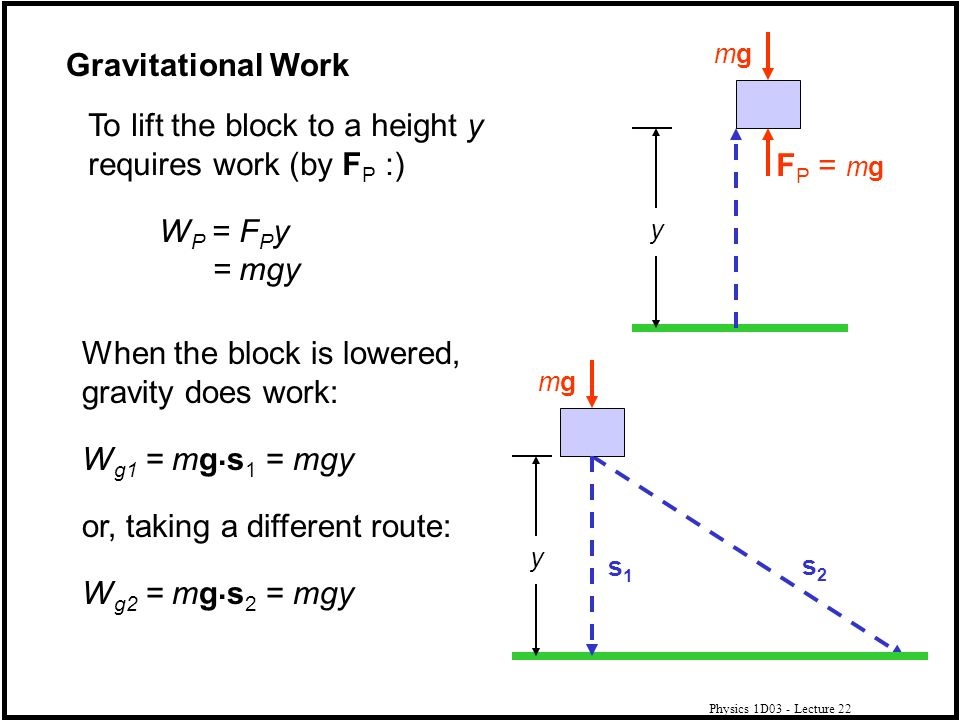 Gravitational Work
To lift the block to a height y
requires work (by F_P :)
W_P = F_P y
= mgy
When the block is lowered,
gravity does work:
W_g1 = mg·s_1 = mgy
or, taking a different route:
W_g2 = mg·s_2 = mgy
mg
F_P = mg
y
mg
y
s_1
s_2
Physics 1D03 - Lecture 22